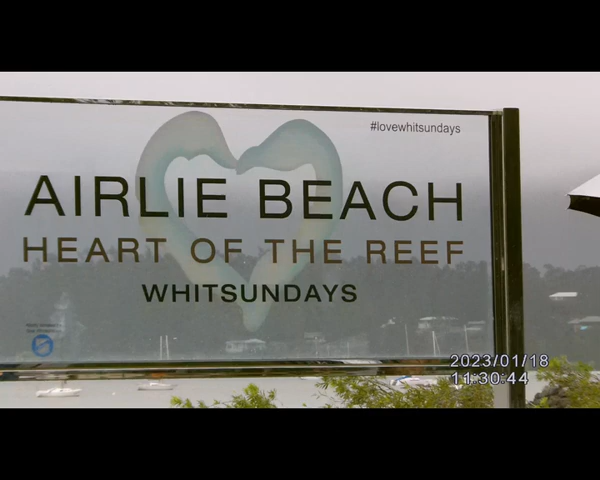 #lovewhitsundays
AIRLIE BEACH
HEART OF THE REEF
WHITSUNDAYS
2023/01/18
11:30:44